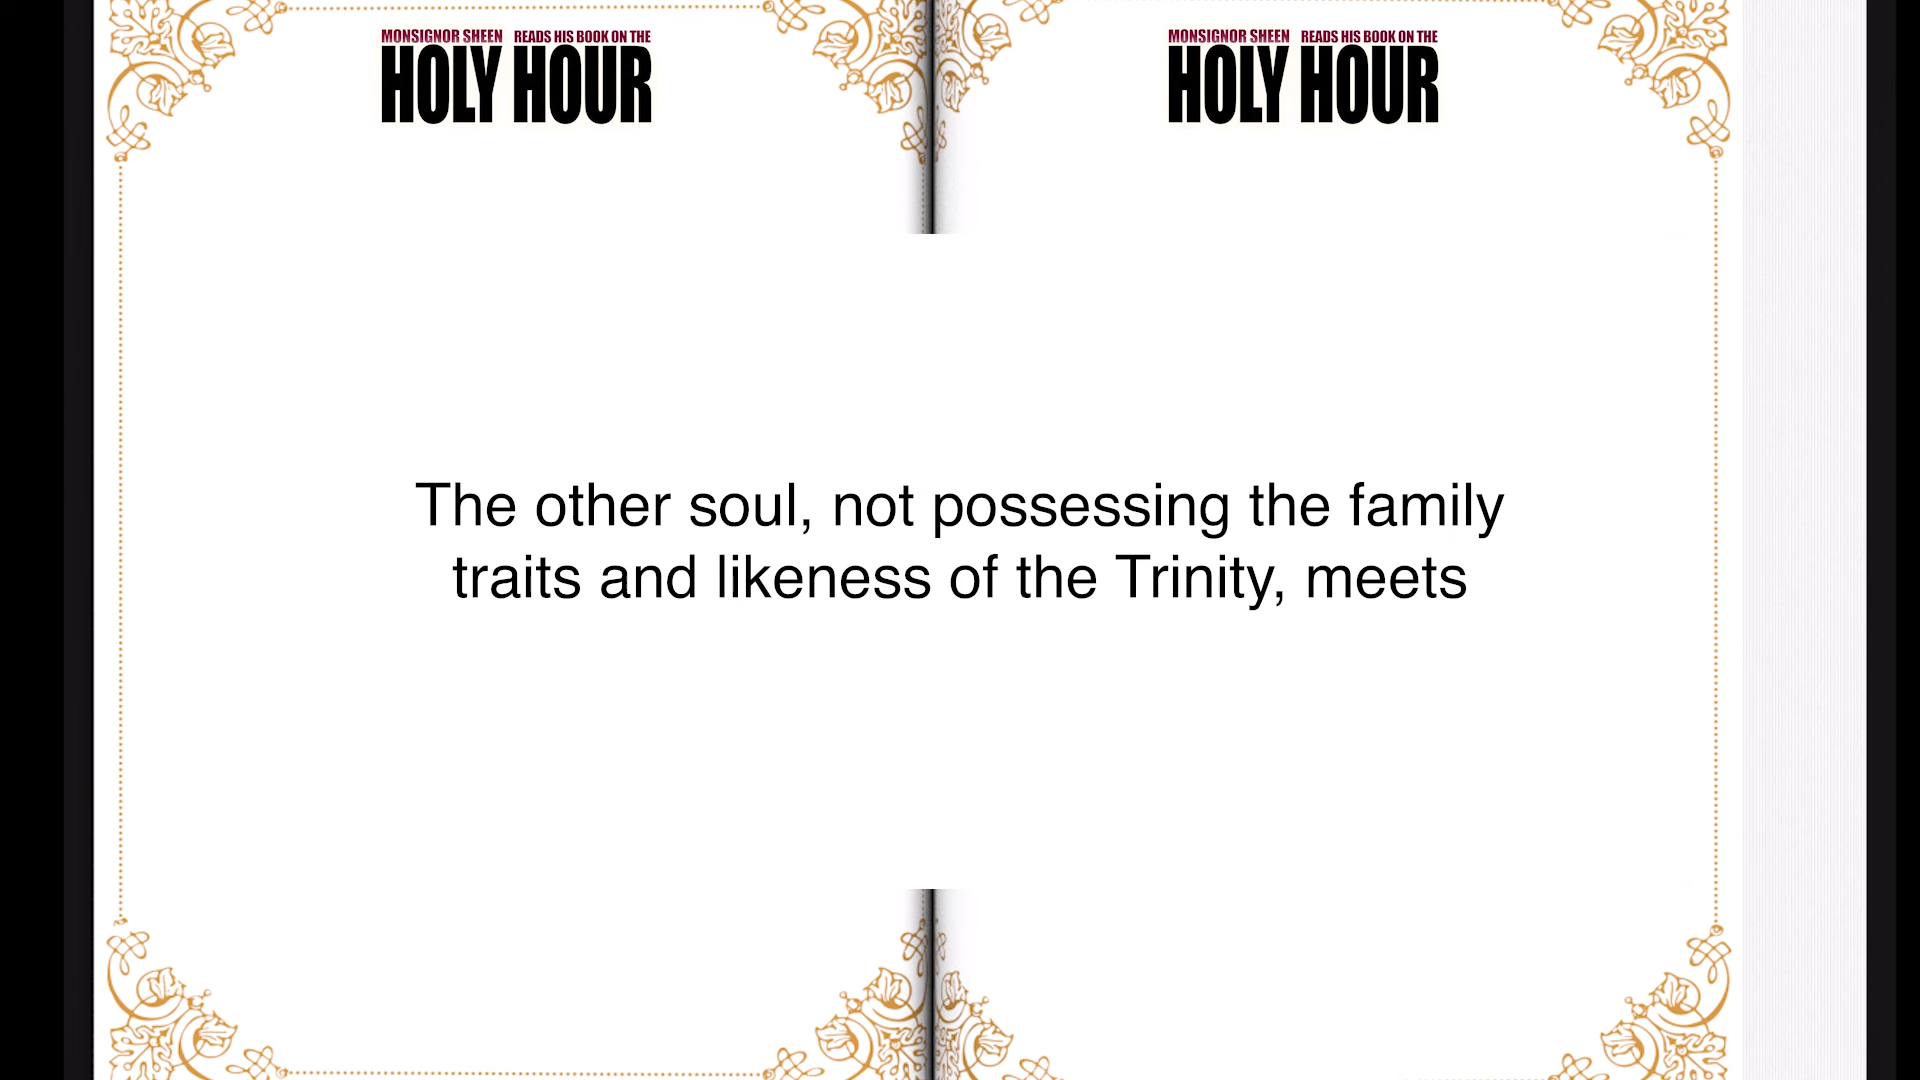 MONSIGNOR SHEEN READS HIS BOOK ON THE
HOLY HOUR
MONSIGNOR SHEEN READS HIS BOOK ON THE
HOLY HOUR
The other soul, not possessing the family
traits and likeness of the Trinity, meets